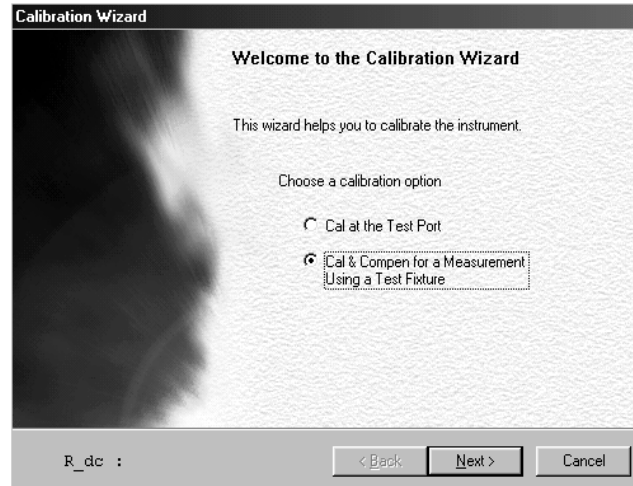 Calibration Wizard
Welcome to the Calibration Wizard
This wizard helps you to calibrate the instrument.
Choose a calibration option
Cal at the Test Port
Cal & Compen for a Measurement
Using a Test Fixture
R_dc :
< Back
Next >
Cancel